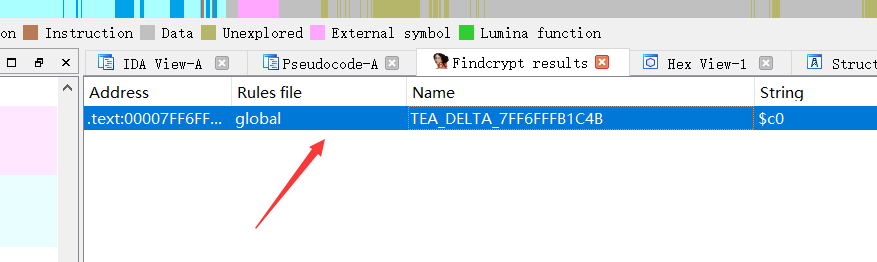 on Instruction Data Unexplored External symbol Lumina function
IDA View-A Pseudocode-A Findcrypt results Hex View-1 Struct
Address Rules file Name String
.text:00007FF6FF... global TEA_DELTA_7FF6FFFB1C4B $c0